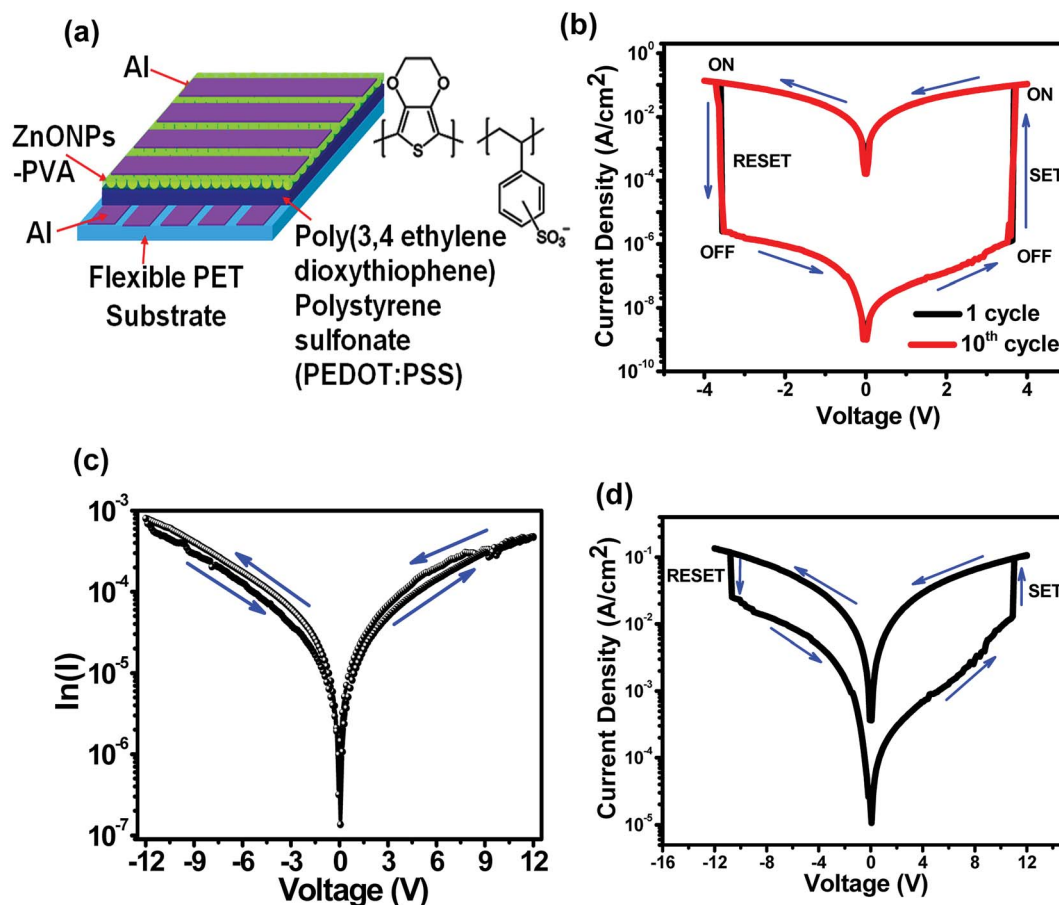 (a)
Al
ZnONPs
-PVA
Al
Flexible PET
Substrate
O
O
S
SO₃⁻
Poly(3,4 ethylene
dioxythiophene)
Polystyrene
sulfonate
(PEDOT:PSS)
(b)
Current Density (A/cm²)
10⁰
10⁻²
10⁻⁴
10⁻⁶
10⁻⁸
10⁻¹⁰
ON
ON
RESET
SET
OFF
OFF
1 cycle
10ᵗʰ cycle
-4
-2
0
2
4
Voltage (V)
(c)
ln(I)
10⁻³
10⁻⁴
10⁻⁵
10⁻⁶
10⁻⁷
-12
-9
-6
-3
0
3
6
9
12
Voltage (V)
(d)
Current Density (A/cm²)
10⁻¹
10⁻²
10⁻³
10⁻⁴
10⁻⁵
RESET
SET
-16
-12
-8
-4
0
4
8
12
Voltage (V)